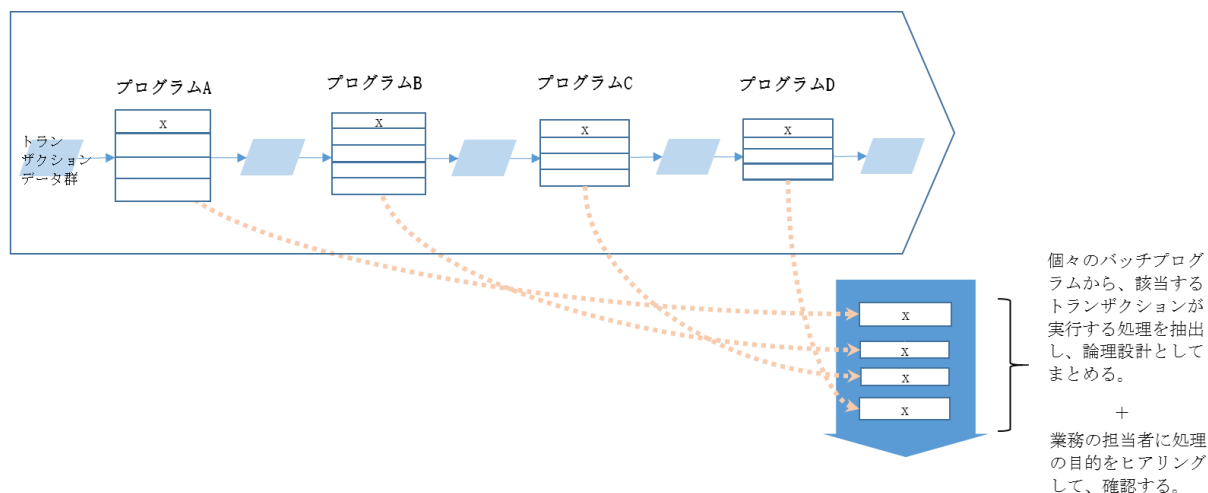 プログラムA
プログラムB
プログラムC
プログラムD
x
x
x
x
トラン
ザクション
データ群
x
x
x
x
個々のバッチプログ
ラムから、該当する
トランザクションが
実行する処理を抽出
し、論理設計として
まとめる。
+
業務の担当者に処理
の目的をヒアリング
して、確認する。